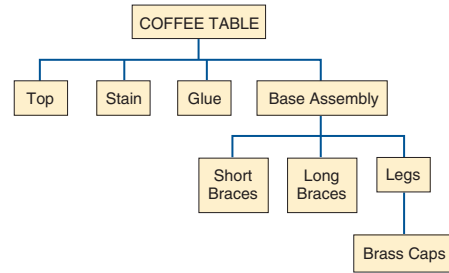 COFFEE TABLE
Top
Stain
Glue
Base Assembly
Short
Braces
Long
Braces
Legs
Brass Caps